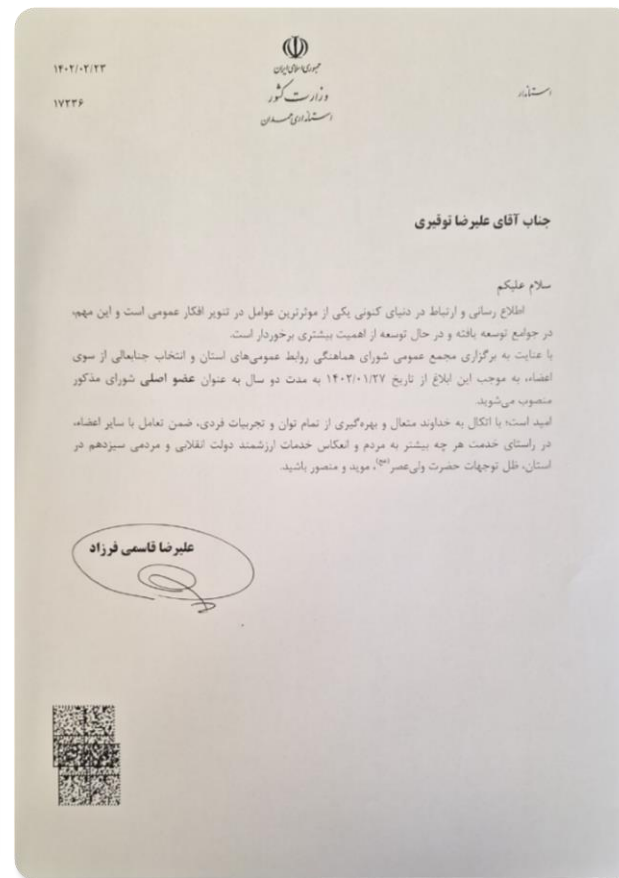 ۱۴۰۲/۰۲/۲۳
۱۷۲۳۶
جمهوری اسلامی ایران
وزارت کشور
استانداری همدان
استاندار
جناب آقای علیرضا توقیری
سلام علیکم
اطلاع رسانی و ارتباط در دنیای کنونی یکی از موثرترین عوامل در تنویر افکار عمومی است و این مهم،
در جوامع توسعه یافته و در حال توسعه از اهمیت بیشتری برخوردار است.
با عنایت به برگزاری مجمع عمومی شورای هماهنگی روابط عمومی‌های استان و انتخاب جنابعالی از سوی
اعضاء، به موجب این ابلاغ از تاریخ ۱۴۰۲/۰۱/۲۷ به مدت دو سال به عنوان عضو اصلی شورای مذکور
منصوب می‌شوید.
امید است؛ با اتکال به خداوند متعال و بهره‌گیری از تمام توان و تجربیات فردی، ضمن تعامل با سایر اعضاء،
در راستای خدمت هر چه بیشتر به مردم و انعکاس خدمات ارزشمند دولت انقلابی و مردمی سیزدهم در
استان، ظل توجهات حضرت ولی‌عصر(عج)، موید و منصور باشید.
علیرضا قاسمی فرزاد